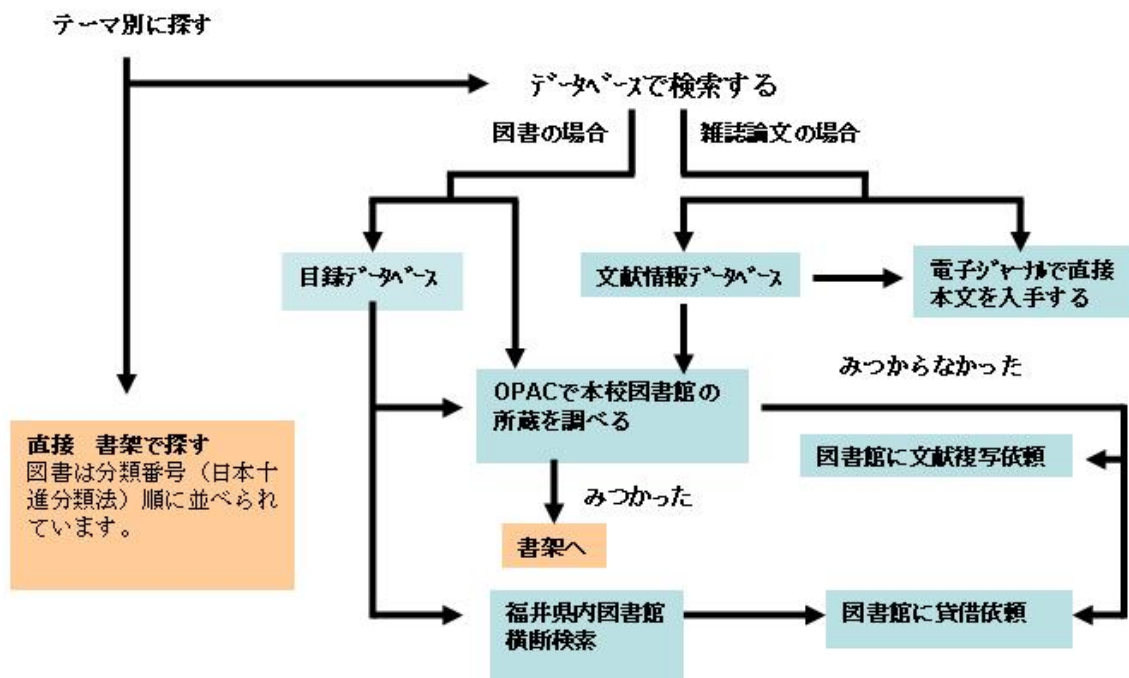 テーマ別に探す
ﾃﾞｰﾀﾍﾞｰｽで検索する
図書の場合
雑誌論文の場合
目録ﾃﾞｰﾀﾍﾞｰｽ
文献情報ﾃﾞｰﾀﾍﾞｰｽ
電子ｼﾞｬｰﾅﾙで直接
本文を入手する
OPACで本校図書館の
所蔵を調べる
みつからなかった
直接　書架で探す
図書は分類番号（日本十
進分類法）順に並べられ
ています。
図書館に文献複写依頼
みつかった
書架へ
福井県内図書館
横断検索
図書館に貸借依頼